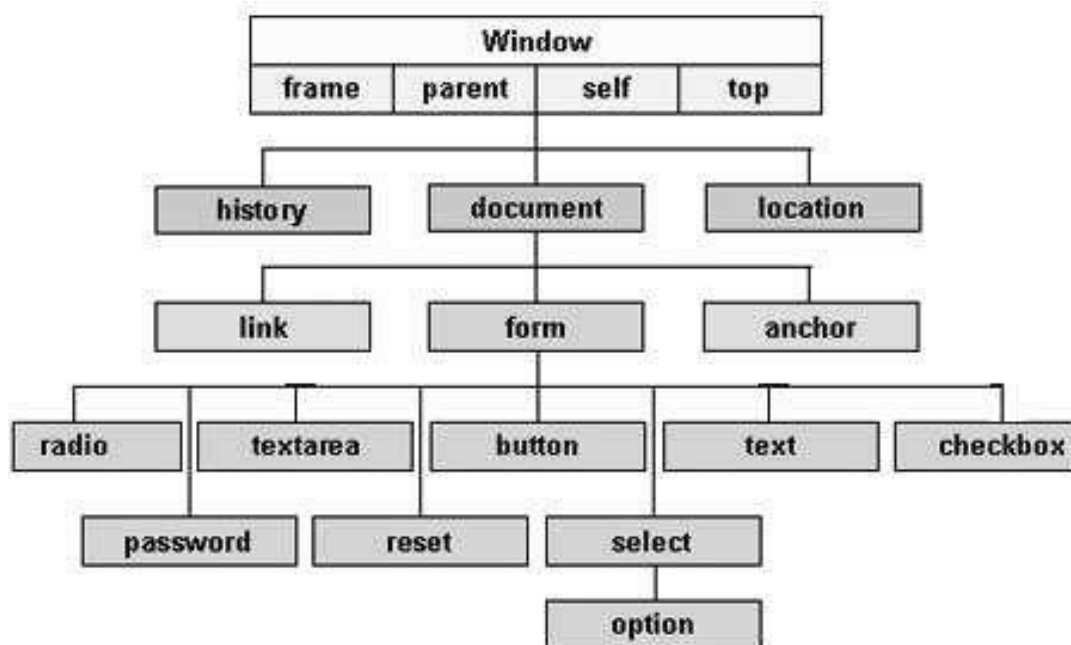 Window
frame parent self top
history document location
link form anchor
radio textarea button text checkbox
password reset select
option